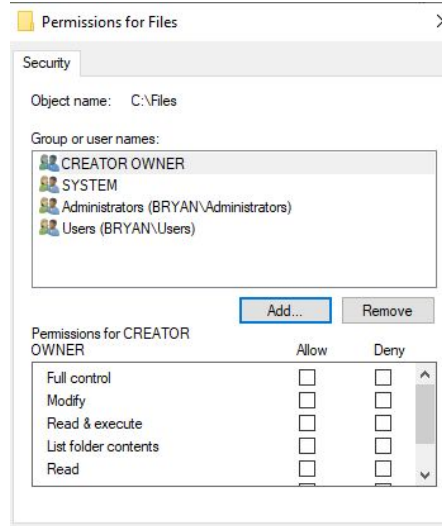 Permissions for Files
Security
Object name: C:\Files
Group or user names:
CREATOR OWNER
SYSTEM
Administrators (BRYAN\Administrators)
Users (BRYAN\Users)
Add... Remove
Permissions for CREATOR
OWNER Allow Deny
Full control
Modify
Read & execute
List folder contents
Read